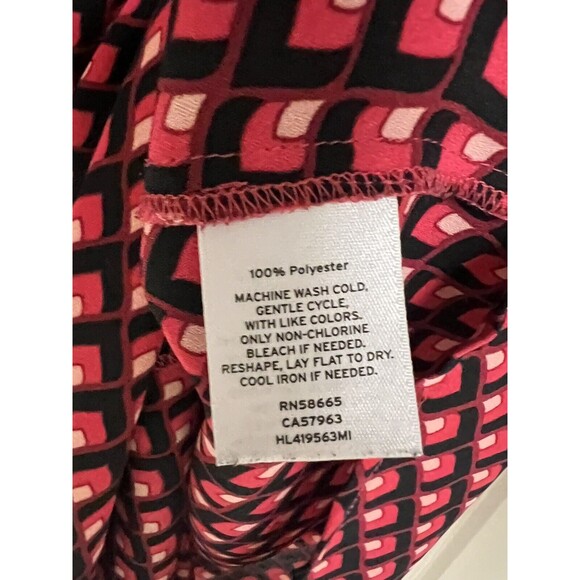 100% Polyester
MACHINE WASH COLD,
GENTLE CYCLE,
WITH LIKE COLORS.
ONLY NON-CHLORINE
BLEACH IF NEEDED.
RESHAPE, LAY FLAT TO DRY.
COOL IRON IF NEEDED.
RN58665
CA57963
HL419563MI